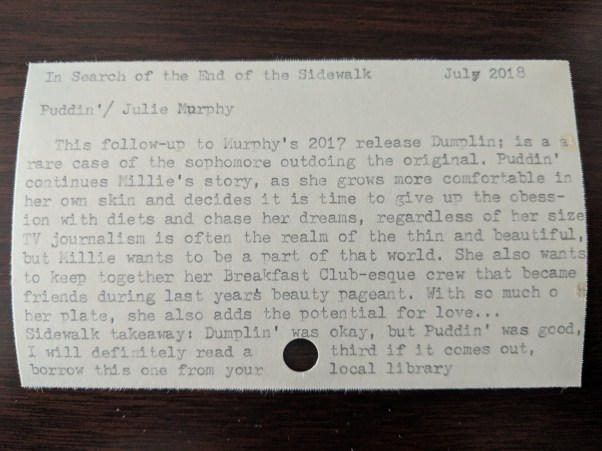 In Search of the End of the Sidewalk July 2018
Puddin'/ Julie Murphy
This follow-up to Murphy's 2017 release Dumplin; is a a
rare case of the sophomore outdoing the original. Puddin'
continues Millie's story, as she grows more comfortable in
her own skin and decides it is time to give up the obess-
ion with diets and chase her dreams, regardless of her size
TV journalism is often the realm of the thin and beautiful,
but Millie wants to be a part of that world. She also wants
to keep together her Breakfast Club-esque crew that became
friends during last years beauty pageant. With so much o
her plate, she also adds the potential for love...
Sidewalk takeaway: Dumplin' was okay, but Puddin' was good,
I will definitely read a third if it comes out,
borrow this one from your local library